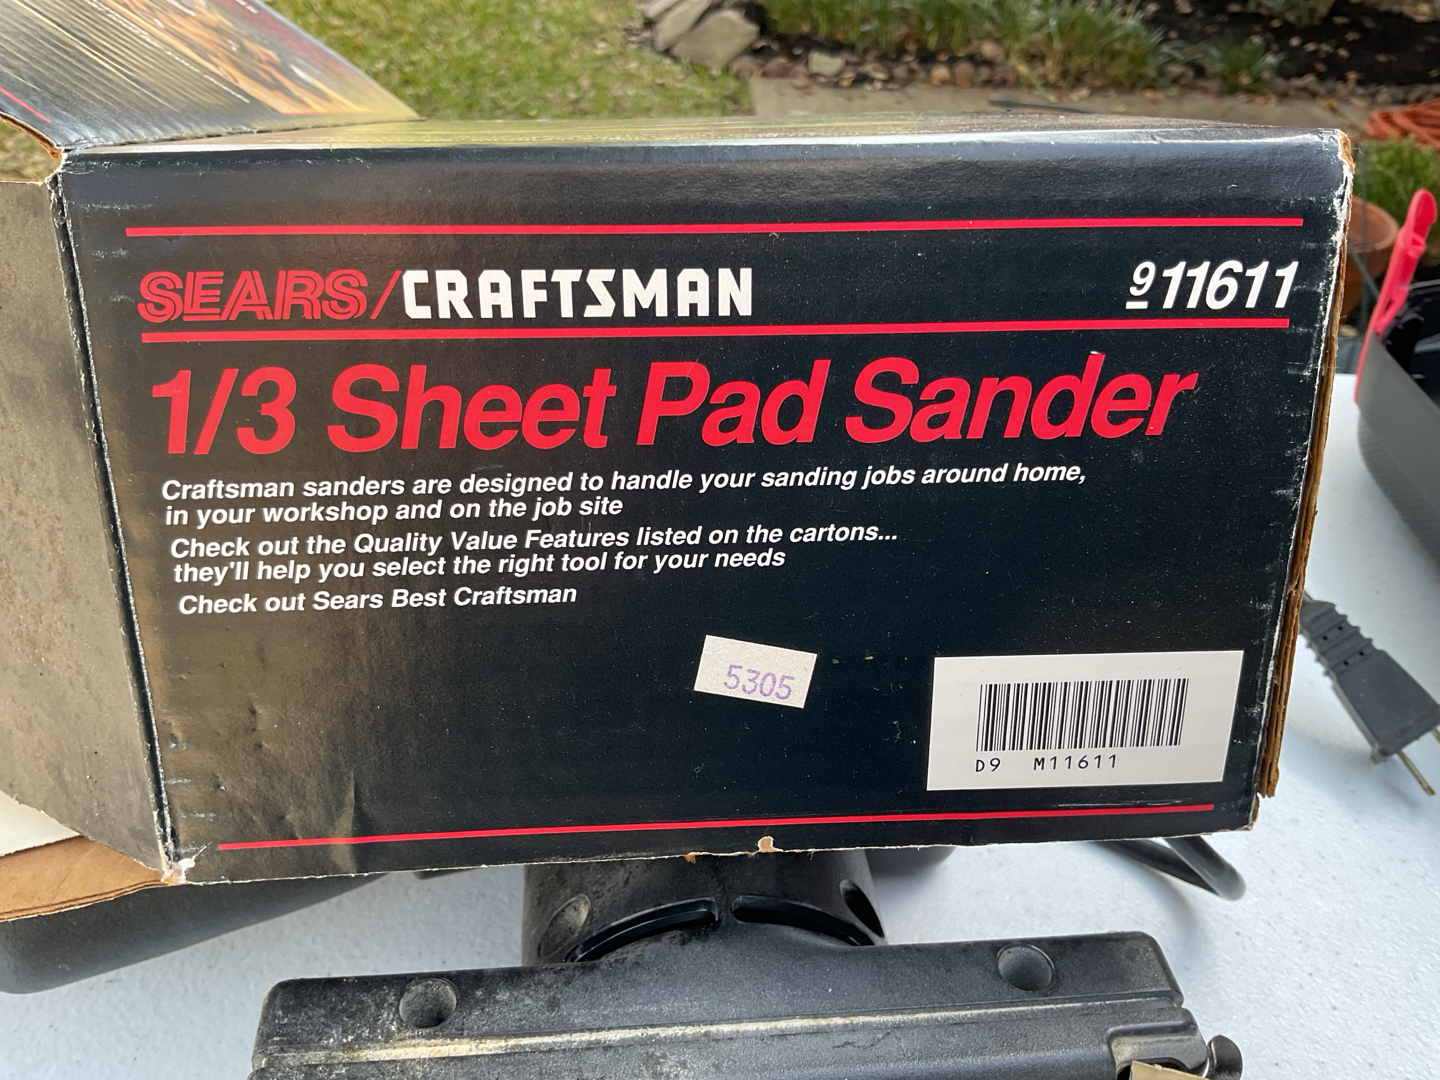 SEARS/CRAFTSMAN
911611
1/3 Sheet Pad Sander
Craftsman sanders are designed to handle your sanding jobs around home,
in your workshop and on the job site
Check out the Quality Value Features listed on the cartons...
they'll help you select the right tool for your needs
Check out Sears Best Craftsman
5305
D9 M11611